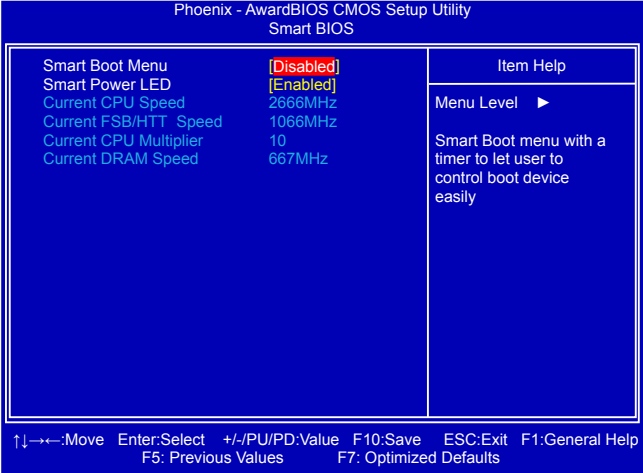 Phoenix - AwardBIOS CMOS Setup Utility
Smart BIOS
Smart Boot Menu [Disabled]
Smart Power LED [Enabled]
Current CPU Speed 2666MHz
Current FSB/HTT Speed 1066MHz
Current CPU Multiplier 10
Current DRAM Speed 667MHz
Item Help
Menu Level ►
Smart Boot menu with a
timer to let user to
control boot device
easily
↑↓→←:Move Enter:Select +/-/PU/PD:Value F10:Save ESC:Exit F1:General Help
F5: Previous Values F7: Optimized Defaults